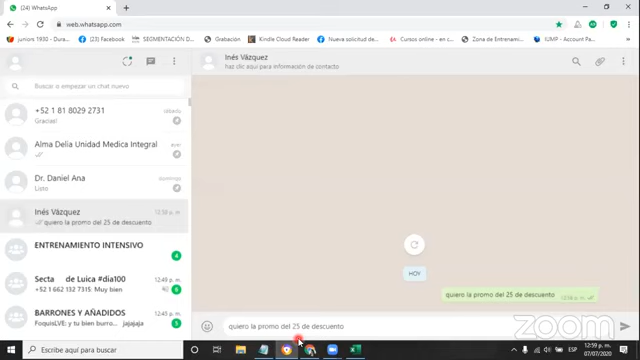 (24) WhatsApp
web.whatsapp.com
juniors 1930 - Dura...
(23) Facebook
SEGMENTACIÓN D...
Grabación
Kindle Cloud Reader
Nueva solicitud de...
Cursos online - en c...
Zona de Entrenami...
JUMP - Account Pa...
Inés Vázquez
haz clic aquí para información de contacto
Buscar o empezar un chat nuevo
+52 1 81 8029 2731
sábado
Gracias!
Alma Delia Unidad Medica Integral
ayer
Dr. Daniel Ana
domingo
Listo
Inés Vázquez
12:58 p. m.
quiero la promo del 25 de descuento
ENTRENAMIENTO INTENSIVO
4
Secta de Luica #dia100
12:49 p. m.
+52 1 662 132 7315 Muy bien
40
6
BARRONES Y AÑADIDOS
12:45 p. m.
FoquisLVE: y tu bien burro... jajajaja
5
HOY
quiero la promo del 25 de descuento
12:58 p. m.
quiero la promo del 25 de descuento
zoom
Escribe aquí para buscar
ESP
12:59 p. m.
07/07/2020